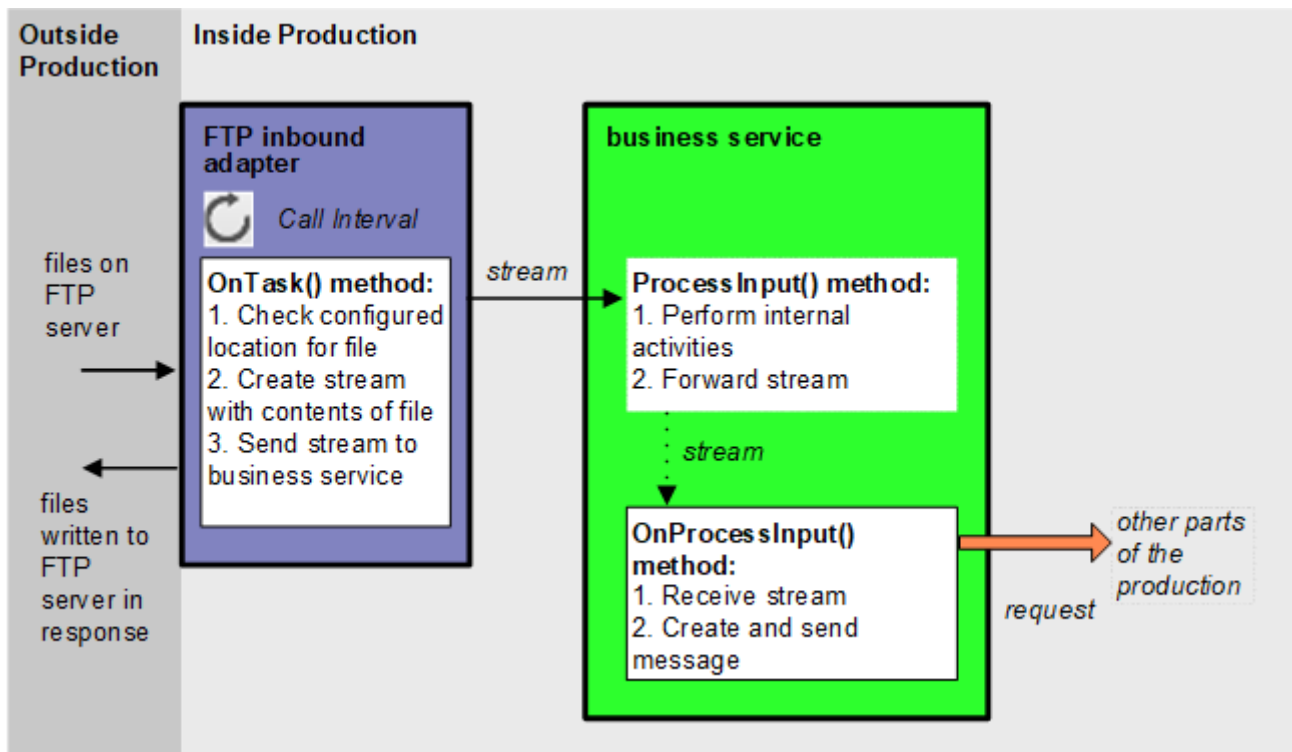 Outside
Production
Inside Production
FTP inbound
adapter
Call Interval
files on
FTP
server
OnTask() method:
1. Check configured
location for file
2. Create stream
with contents of file
3. Send stream to
business service
files
written to
FTP
server in
response
stream
business service
ProcessInput() method:
1. Perform internal
activities
2. Forward stream
stream
OnProcessInput()
method:
1. Receive stream
2. Create and send
message
request
other parts
of the
production